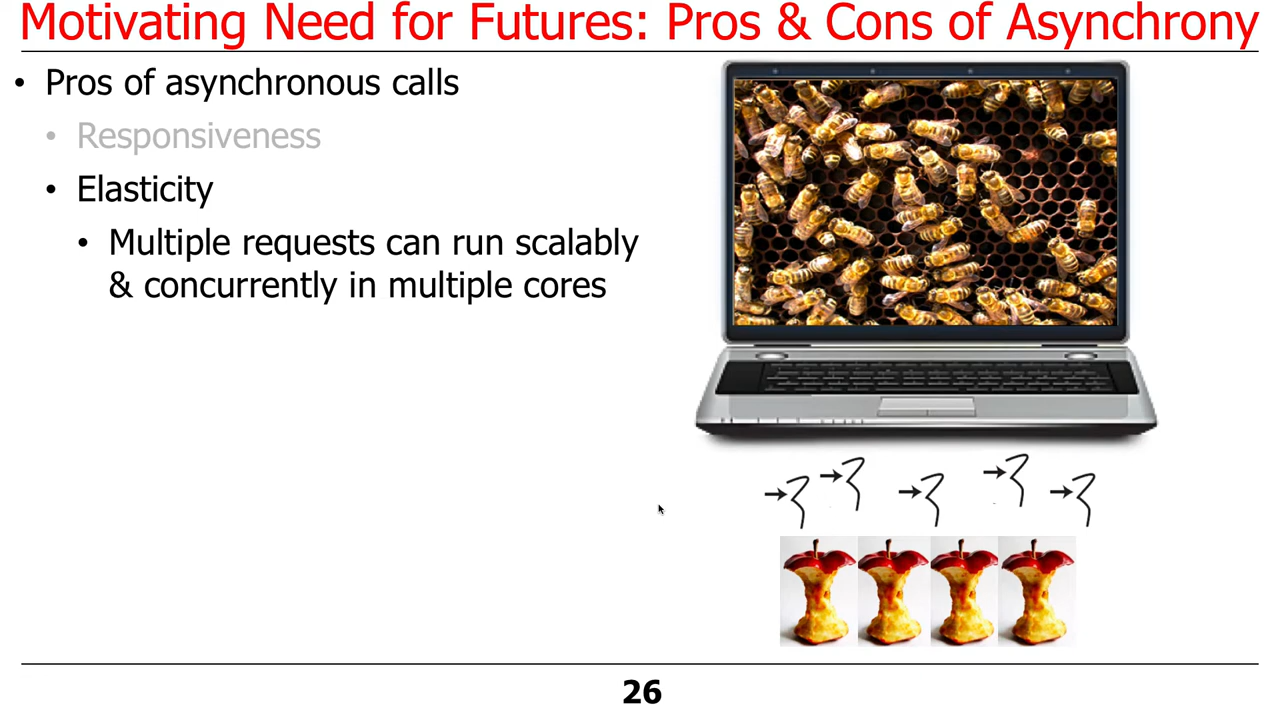 Motivating Need for Futures: Pros & Cons of Asynchrony
• Pros of asynchronous calls
• Responsiveness
• Elasticity
• Multiple requests can run scalably
& concurrently in multiple cores
26